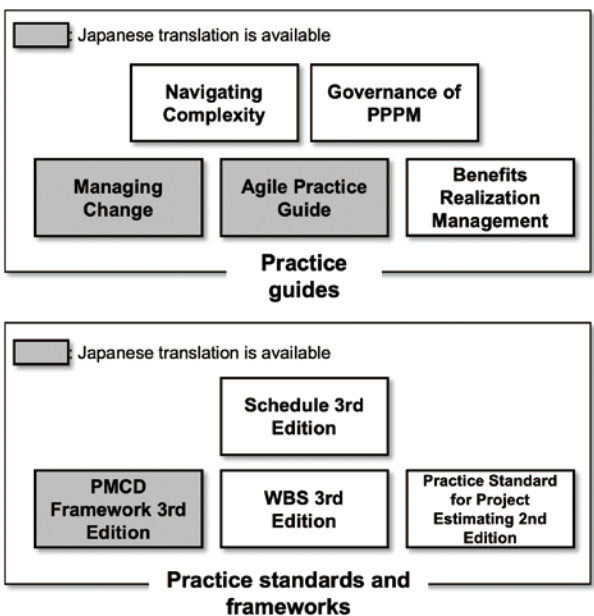 : Japanese translation is available
Navigating
Complexity
Governance of
PPPM
Managing
Change
Agile Practice
Guide
Benefits
Realization
Management
Practice
guides
: Japanese translation is available
Schedule 3rd
Edition
PMCD
Framework 3rd
Edition
WBS 3rd
Edition
Practice Standard
for Project
Estimating 2nd
Edition
Practice standards and
frameworks